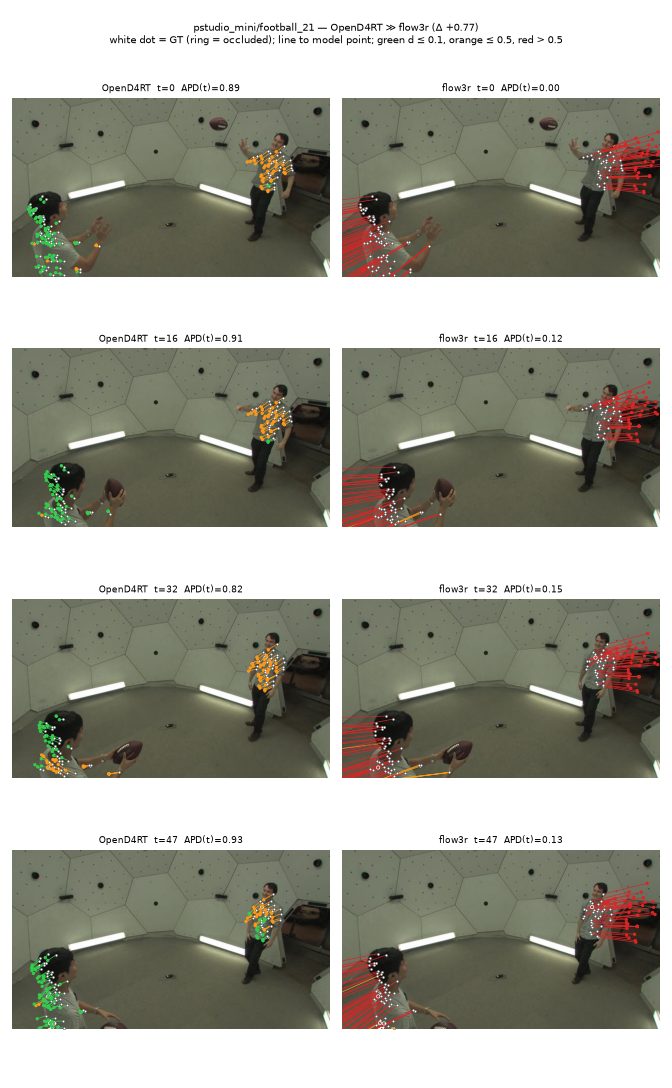 pstudio_mini/football_21 — OpenD4RT ≫ flow3r (Δ +0.77)
white dot = GT (ring = occluded); line to model point; green d ≤ 0.1, orange ≤ 0.5, red > 0.5
OpenD4RT  t=0  APD(t)=0.89
flow3r  t=0  APD(t)=0.00
OpenD4RT  t=16  APD(t)=0.91
flow3r  t=16  APD(t)=0.12
OpenD4RT  t=32  APD(t)=0.82
flow3r  t=32  APD(t)=0.15
OpenD4RT  t=47  APD(t)=0.93
flow3r  t=47  APD(t)=0.13